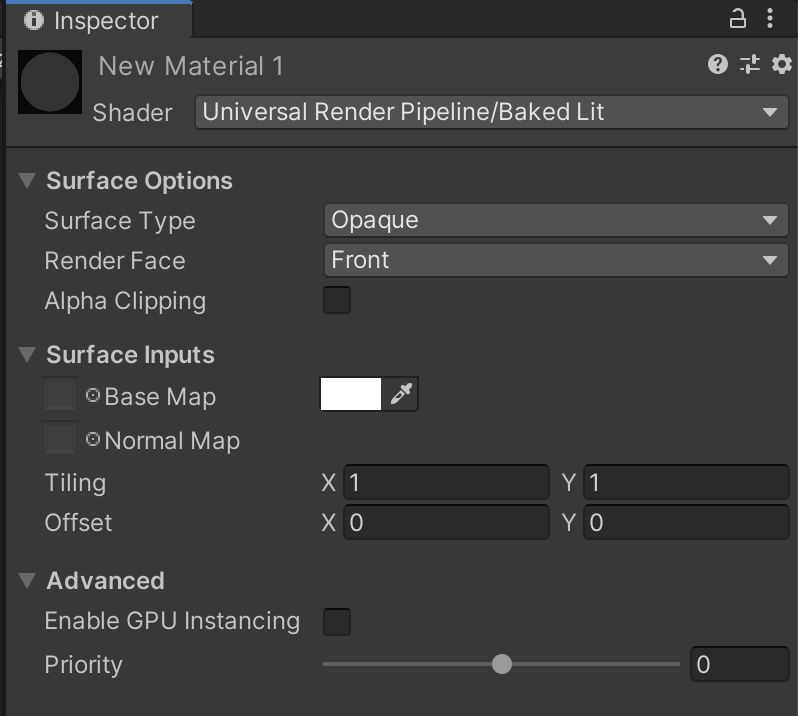 Inspector
New Material 1
Shader Universal Render Pipeline/Baked Lit
Surface Options
Surface Type Opaque
Render Face Front
Alpha Clipping
Surface Inputs
Base Map
Normal Map
Tiling X 1 Y 1
Offset X 0 Y 0
Advanced
Enable GPU Instancing
Priority 0